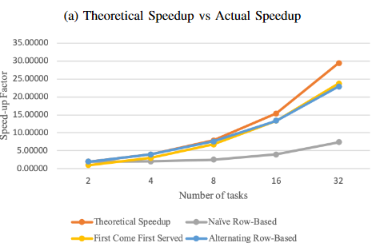 (a) Theoretical Speedup vs Actual Speedup
35.00000
30.00000
25.00000
20.00000
15.00000
10.00000
5.00000
0.00000
Speed-up Factor
2 4 8 16 32
Number of tasks
Theoretical Speedup Naïve Row-Based
First Come First Served Alternating Row-Based